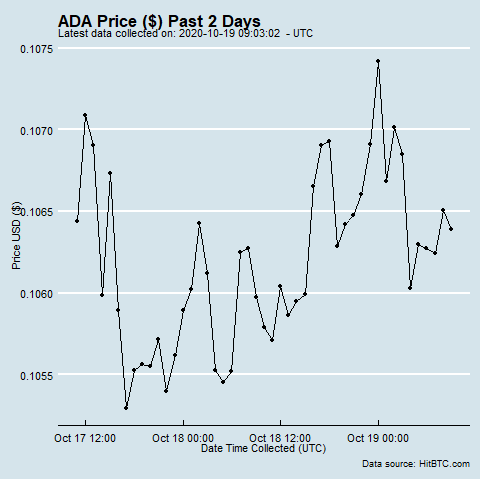 ADA Price ($) Past 2 Days
Latest data collected on: 2020-10-19 09:03:02 - UTC
0.1075
0.1070
0.1065
0.1060
0.1055
Price USD ($)
Oct 17 12:00
Oct 18 00:00
Oct 18 12:00
Oct 19 00:00
Date Time Collected (UTC)
Data source: HitBTC.com